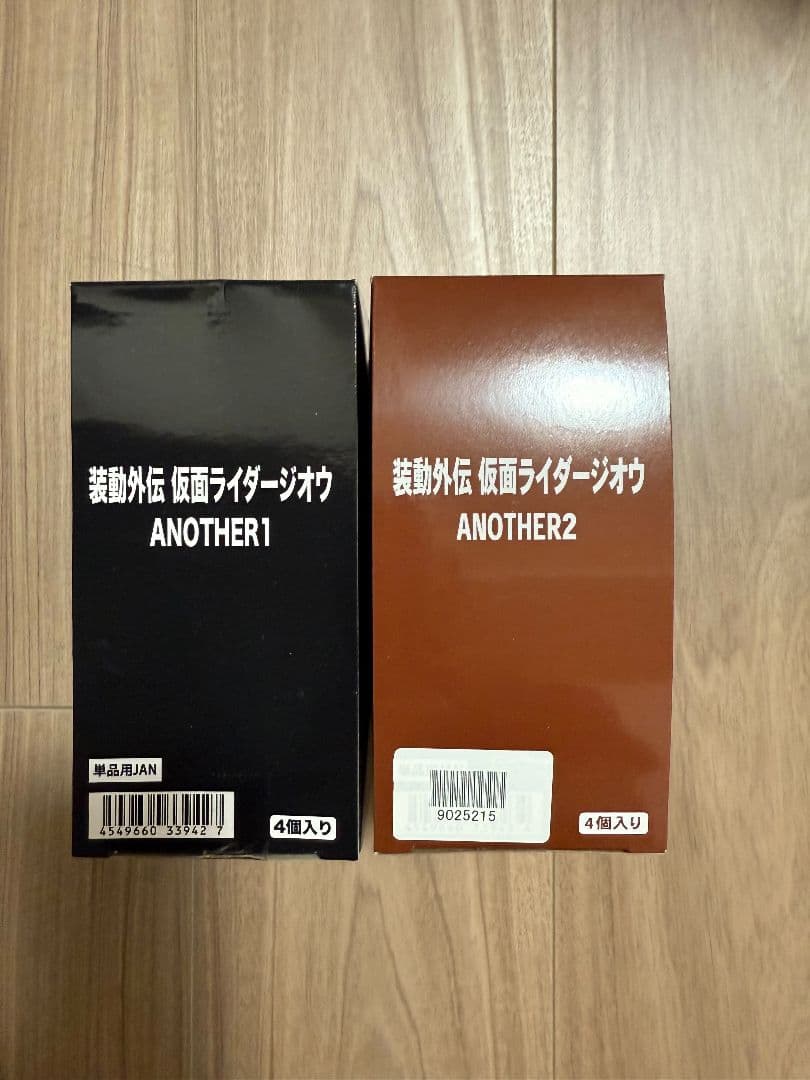 装動外伝 仮面ライダージオウ
ANOTHER1
単品用JAN
4549660 33942 7
4個入り
装動外伝 仮面ライダージオウ
ANOTHER2
9025215
4個入り